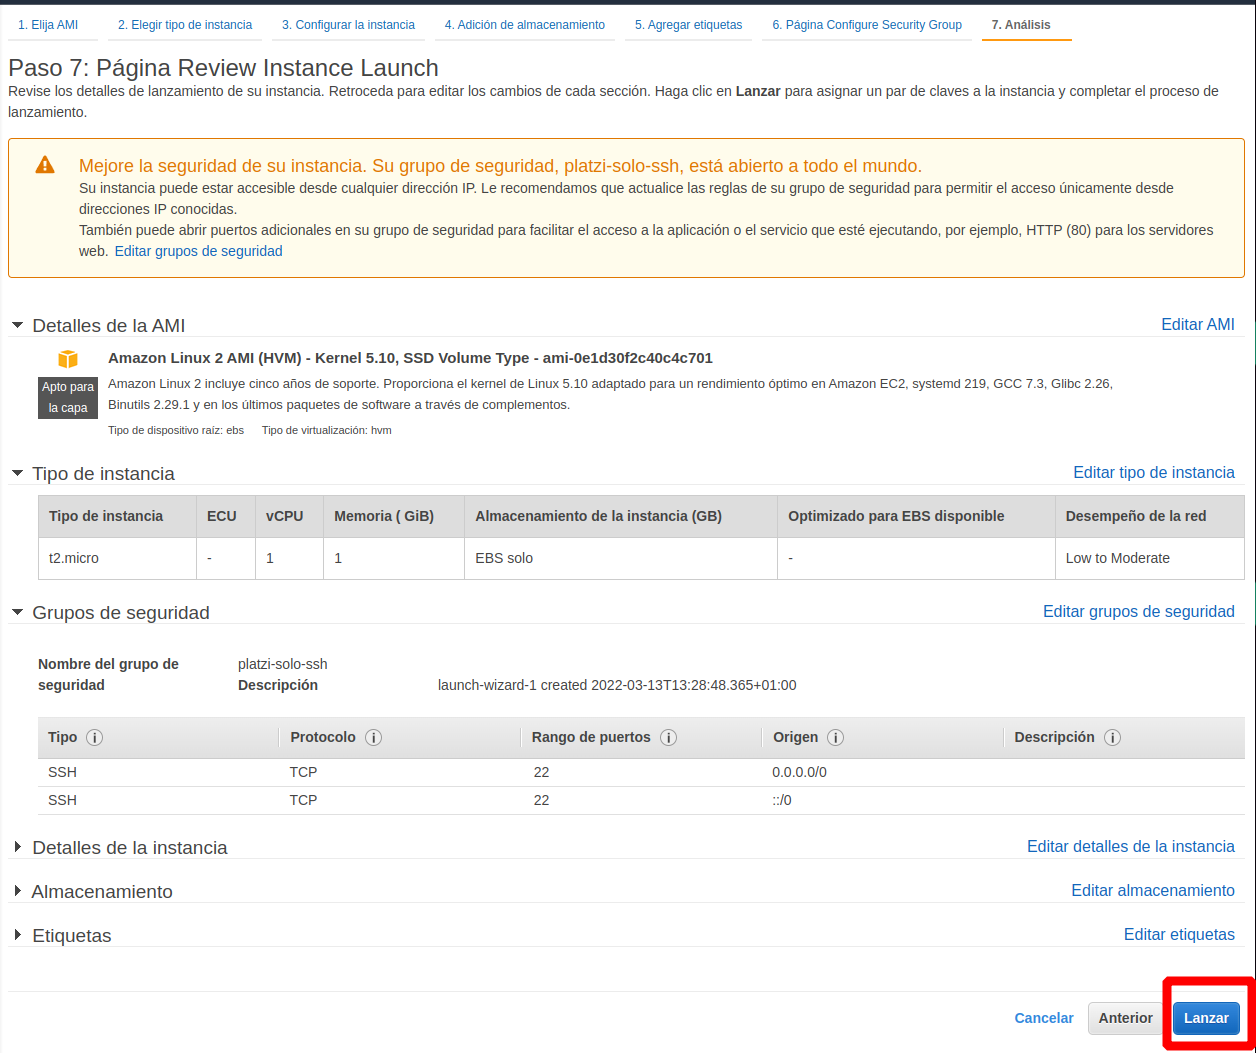 1. Elija AMI 2. Elegir tipo de instancia 3. Configurar la instancia 4. Adición de almacenamiento 5. Agregar etiquetas 6. Página Configure Security Group 7. Análisis
Paso 7: Página Review Instance Launch
Revise los detalles de lanzamiento de su instancia. Retroceda para editar los cambios de cada sección. Haga clic en Lanzar para asignar un par de claves a la instancia y completar el proceso de
lanzamiento.
Mejore la seguridad de su instancia. Su grupo de seguridad, platzi-solo-ssh, está abierto a todo el mundo.
Su instancia puede estar accesible desde cualquier dirección IP. Le recomendamos que actualice las reglas de su grupo de seguridad para permitir el acceso únicamente desde
direcciones IP conocidas.
También puede abrir puertos adicionales en su grupo de seguridad para facilitar el acceso a la aplicación o el servicio que esté ejecutando, por ejemplo, HTTP (80) para los servidores
web. Editar grupos de seguridad
Detalles de la AMI Editar AMI
Amazon Linux 2 AMI (HVM) - Kernel 5.10, SSD Volume Type - ami-0e1d30f2c40c4c701
Apto para
la capa
Amazon Linux 2 incluye cinco años de soporte. Proporciona el kernel de Linux 5.10 adaptado para un rendimiento óptimo en Amazon EC2, systemd 219, GCC 7.3, Glibc 2.26,
Binutils 2.29.1 y en los últimos paquetes de software a través de complementos.
Tipo de dispositivo raíz: ebs Tipo de virtualización: hvm
Tipo de instancia Editar tipo de instancia
Tipo de instancia ECU vCPU Memoria ( GiB) Almacenamiento de la instancia (GB) Optimizado para EBS disponible Desempeño de la red
t2.micro - 1 1 EBS solo - Low to Moderate
Grupos de seguridad Editar grupos de seguridad
Nombre del grupo de platzi-solo-ssh
seguridad Descripción launch-wizard-1 created 2022-03-13T13:28:48.365+01:00
Tipo i Protocolo i Rango de puertos i Origen i Descripción i
SSH TCP 22 0.0.0.0/0
SSH TCP 22 ::/0
Detalles de la instancia Editar detalles de la instancia
Almacenamiento Editar almacenamiento
Etiquetas Editar etiquetas
Cancelar Anterior Lanzar